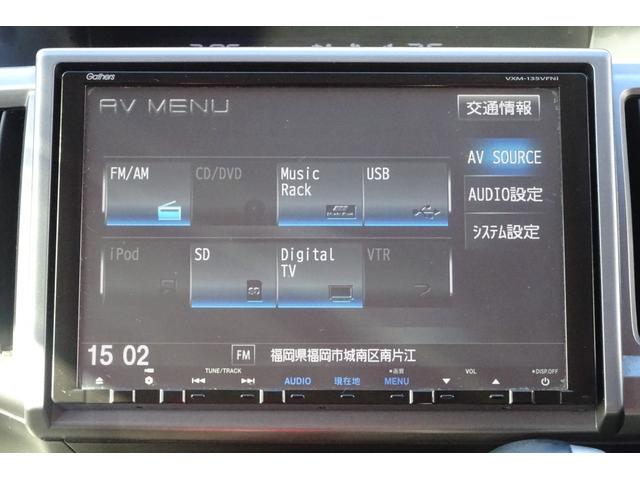 Gathers
VXM-135VFNi
AV MENU
交通情報
FM/AM
CD/DVD
Music Rack
USB
AV SOURCE
AUDIO設定
システム設定
iPod
SD
Digital TV
VTR
SD
15 02
FM
福岡県福岡市城南区南片江
TUNE/TRACK
AUDIO
現在地
画面
MENU
VOL
DISP.OFF